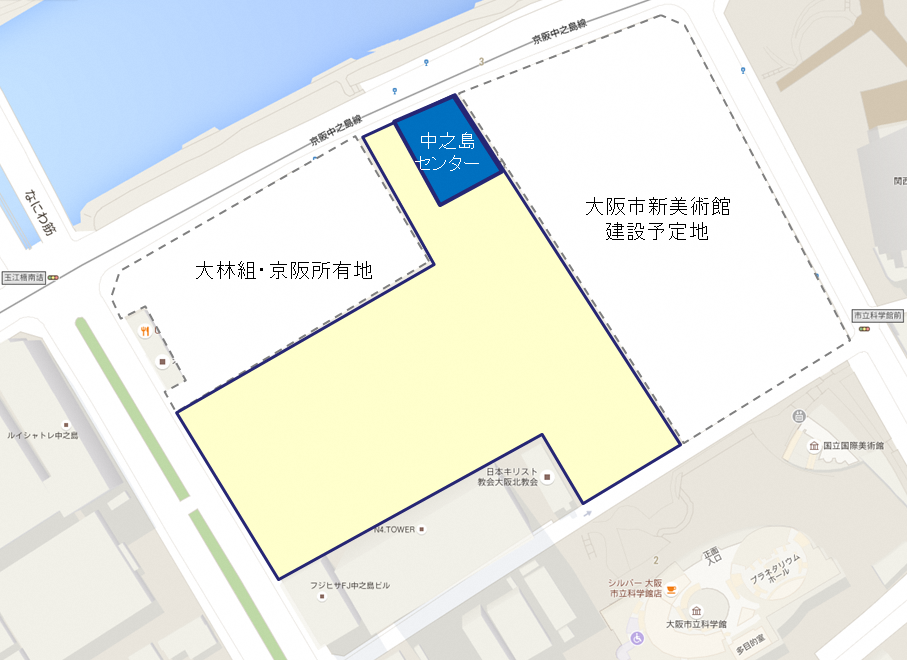 京阪中之島線
3
京阪中之島線
中之島
センター
なにわ筋
大阪市新美術館
建設予定地
関西
大林組・京阪所有地
玉江橋南詰
市立科学館前
ルイシャトレ中之島
国立国際美術館
日本キリスト
教会大阪北教会
N4.TOWER
フジヒサFJ中之島ビル
2
正面
入口
プラネタリウム
ホール
シルバー 大阪
市立科学館店
大阪市立科学館
多目的室